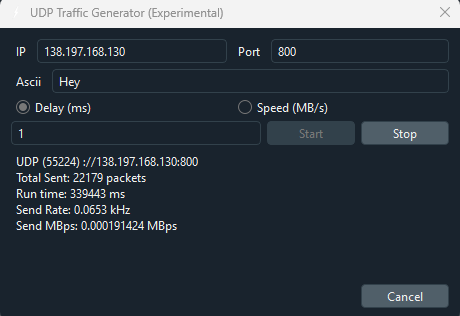 UDP Traffic Generator (Experimental)
IP 138.197.168.130 Port 800
Ascii Hey
Delay (ms) Speed (MB/s)
1 Start Stop
UDP (55224) ://138.197.168.130:800
Total Sent: 22179 packets
Run time: 339443 ms
Send Rate: 0.0653 kHz
Send MBps: 0.000191424 MBps
Cancel